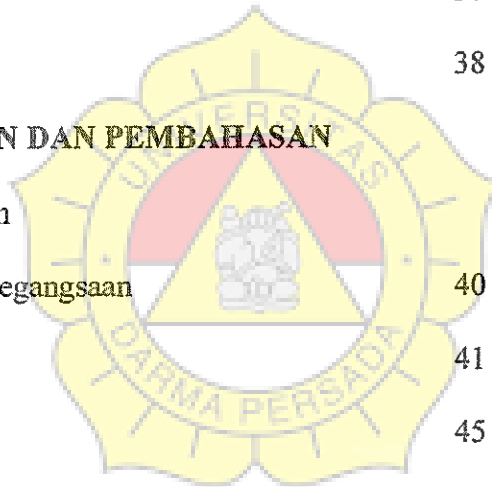 38
N DAN PEMBAHASAN
n
egangsaan 40
41
45
UNIVERSITAS
DARMA PERSADA